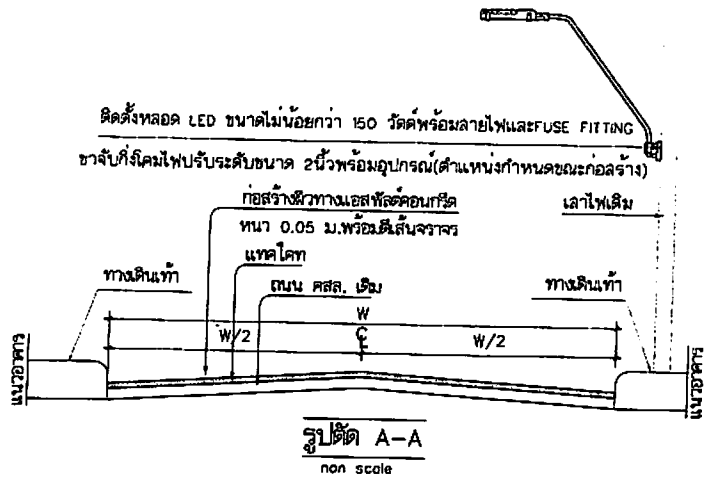 ติดตั้งหลอด LED ขนาดไม่น้อยกว่า 150 วัตต์พร้อมสายไฟและFUSE FITTING
ขาจับกิ่งโคมไฟปรับระดับขนาด 2นิ้วพร้อมอุปกรณ์(ตำแหน่งกำหนดขณะก่อสร้าง)
ก่อสร้างผิวทางแอสฟัลต์คอนกรีต
หนา 0.05 ม.พร้อมตีเส้นจราจร
เสาไฟเดิม
แทคโคท
ทางเดินเท้า
ถนน คสล. เดิม
ทางเดินเท้า
W
W/2
CL
W/2
แนวอาคาร
แนวอาคาร
รูปตัด A-A
non scale